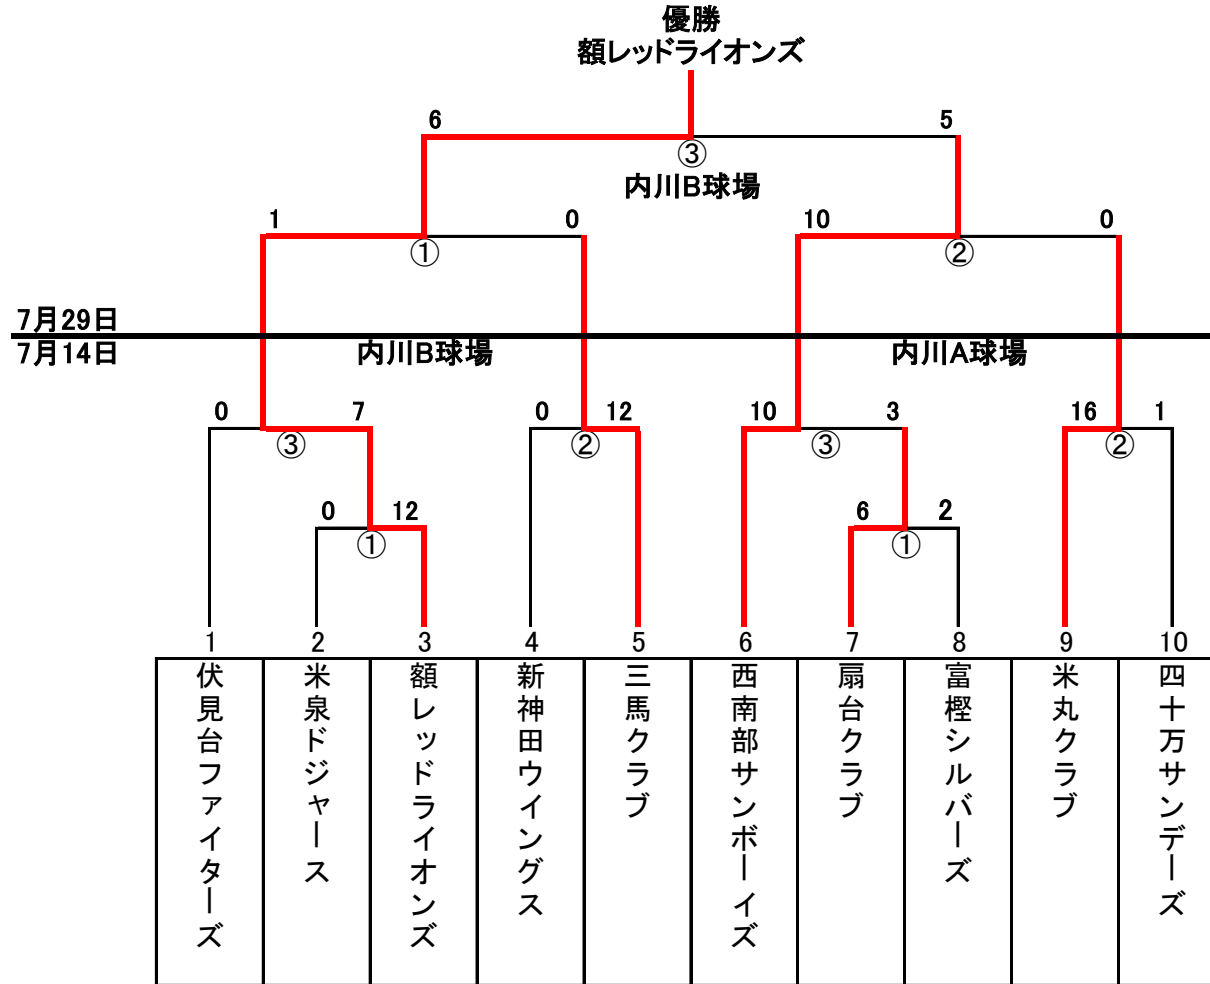 優勝
額レッドライオンズ
6 5
③
内川B球場
1 0 10 0
① ②
7月29日
7月14日 内川B球場 内川A球場
0 7 0 12 10 3 16 1
③ ② ③ ②
0 12 6 2
① ①
1 2 3 4 5 6 7 8 9 10
伏見台ファイターズ
米泉ドジャース
額レッドライオンズ
新神田ウイングス
三馬クラブ
西南部サンボーイズ
扇台クラブ
富樫シルバーズ
米丸クラブ
四十万サンデーズ